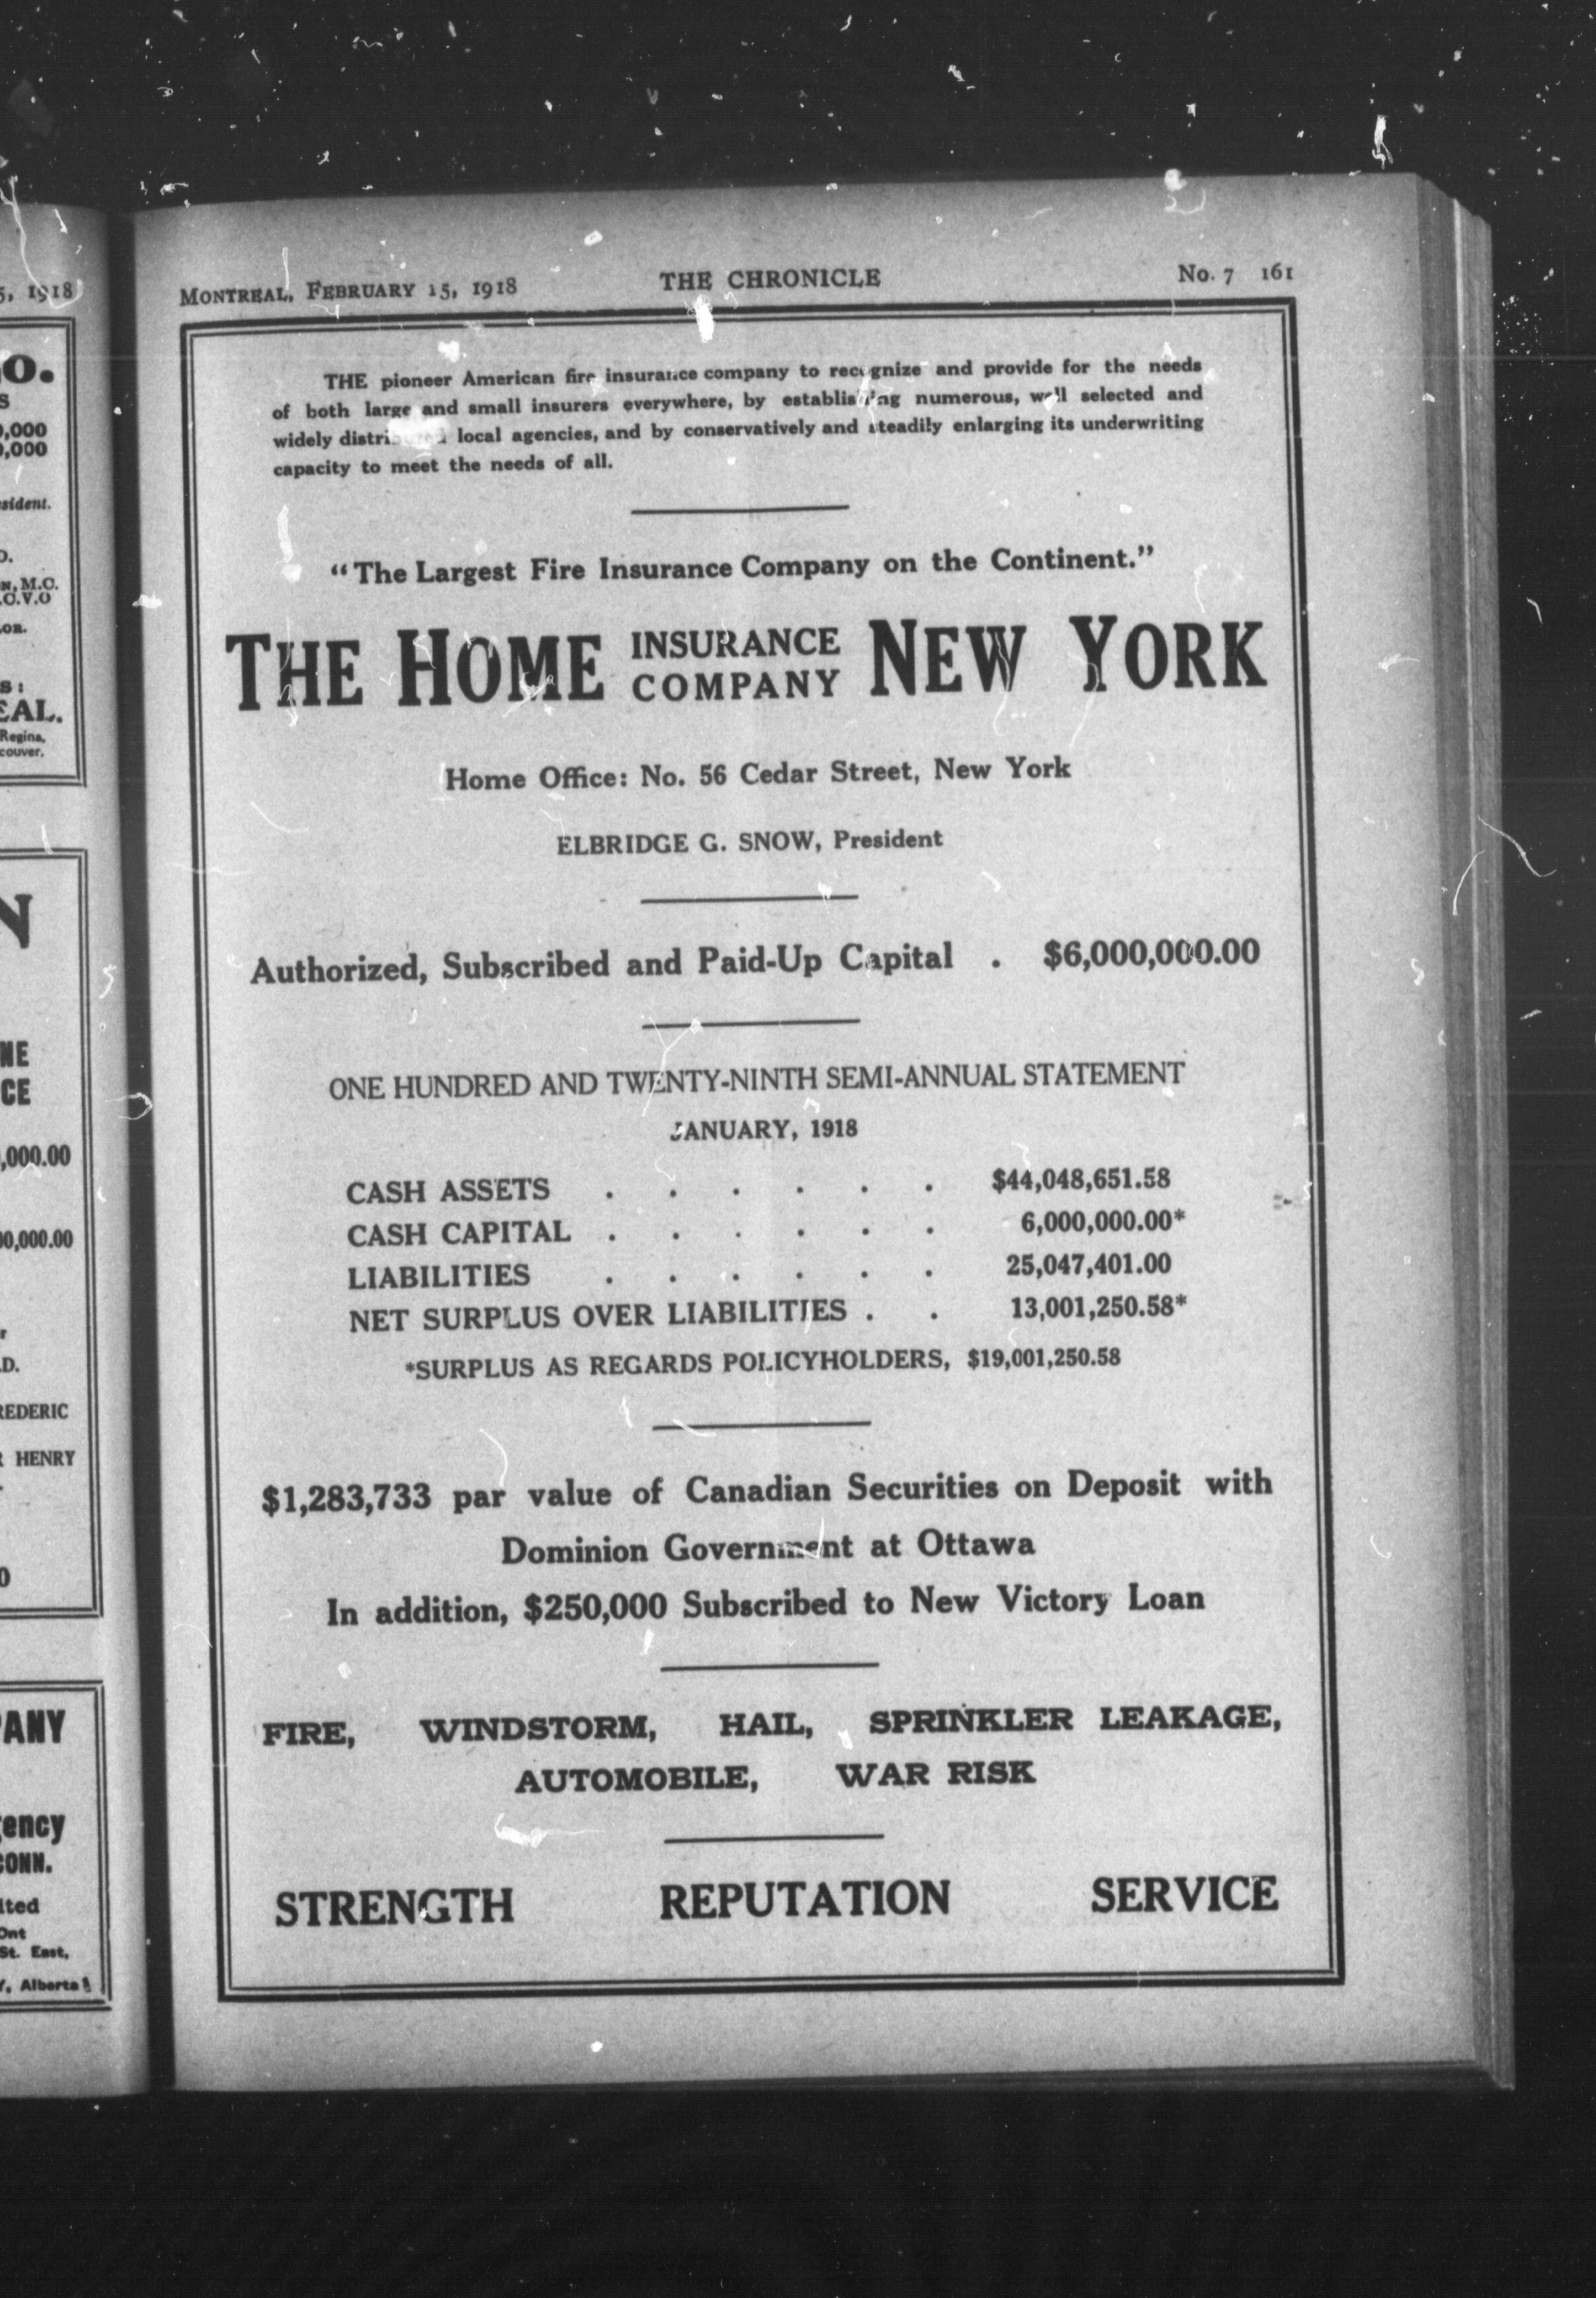 MONTREAL, FEBRUARY 15, 1918 THE CHRONICLE No. 7 161
THE pioneer American fire insurance company to recognize and provide for the needs
of both large and small insurers everywhere, by establishing numerous, well selected and
widely distributed local agencies, and by conservatively and steadily enlarging its underwriting
capacity to meet the needs of all.
"The Largest Fire Insurance Company on the Continent."
THE HOME INSURANCE COMPANY NEW YORK
Home Office: No. 56 Cedar Street, New York
ELBRIDGE G. SNOW, President
Authorized, Subscribed and Paid-Up Capital . $6,000,000.00
ONE HUNDRED AND TWENTY-NINTH SEMI-ANNUAL STATEMENT
JANUARY, 1918
CASH ASSETS . . . . . . $44,048,651.58
CASH CAPITAL . . . . . . 6,000,000.00*
LIABILITIES . . . . . . 25,047,401.00
NET SURPLUS OVER LIABILITIES . . 13,001,250.58*
*SURPLUS AS REGARDS POLICYHOLDERS, $19,001,250.58
$1,283,733 par value of Canadian Securities on Deposit with
Dominion Government at Ottawa
In addition, $250,000 Subscribed to New Victory Loan
FIRE, WINDSTORM, HAIL, SPRINKLER LEAKAGE,
AUTOMOBILE, WAR RISK
STRENGTH REPUTATION SERVICE
1918
Regina,
HENRY
St. East,
Alberta